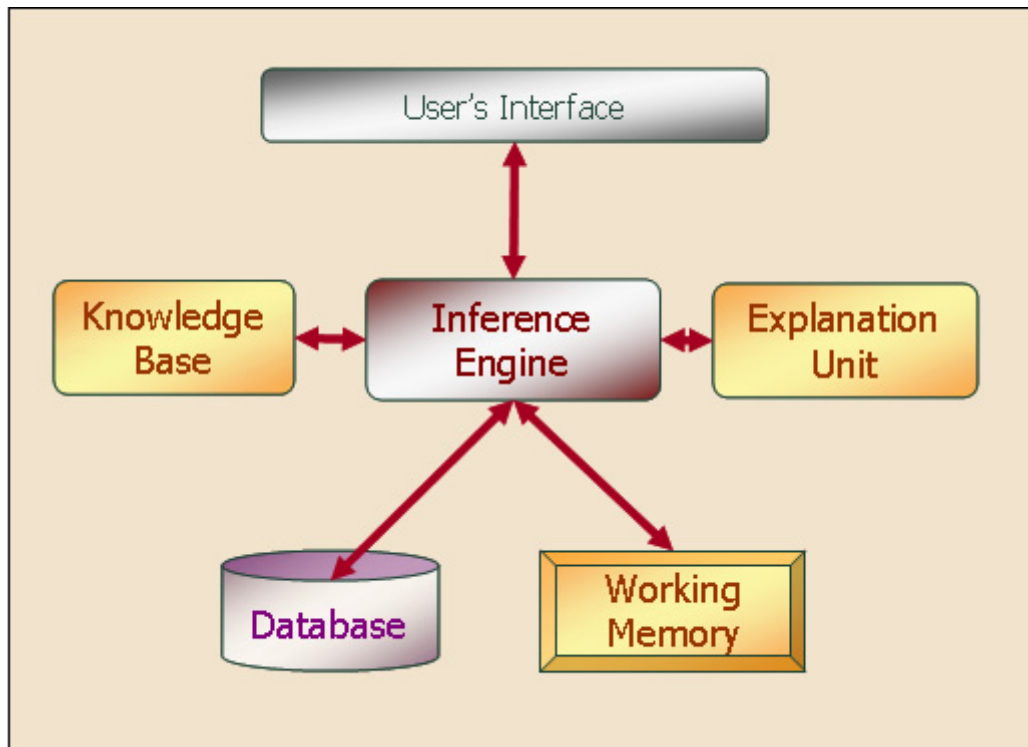 User's Interface
Knowledge
Base
Inference
Engine
Explanation
Unit
Database
Working
Memory